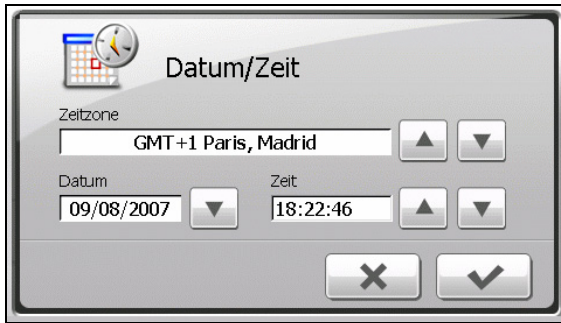 Datum/Zeit
Zeitzone
GMT+1 Paris, Madrid
Datum Zeit
09/08/2007 18:22:46